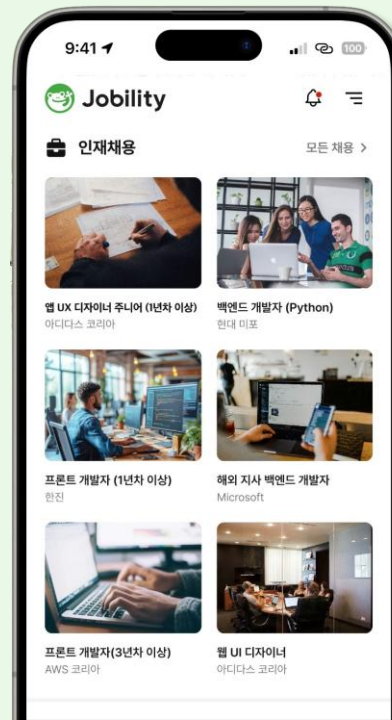 9:41
100
Jobility
인재채용
모든 채용 >
앱 UX 디자이너 주니어 (1년차 이상)
아디다스 코리아
백엔드 개발자 (Python)
현대 미포
프론트 개발자 (1년차 이상)
한진
해외 지사 백엔드 개발자
Microsoft
프론트 개발자(3년차 이상)
AWS 코리아
웹 UI 디자이너
아디다스 코리아